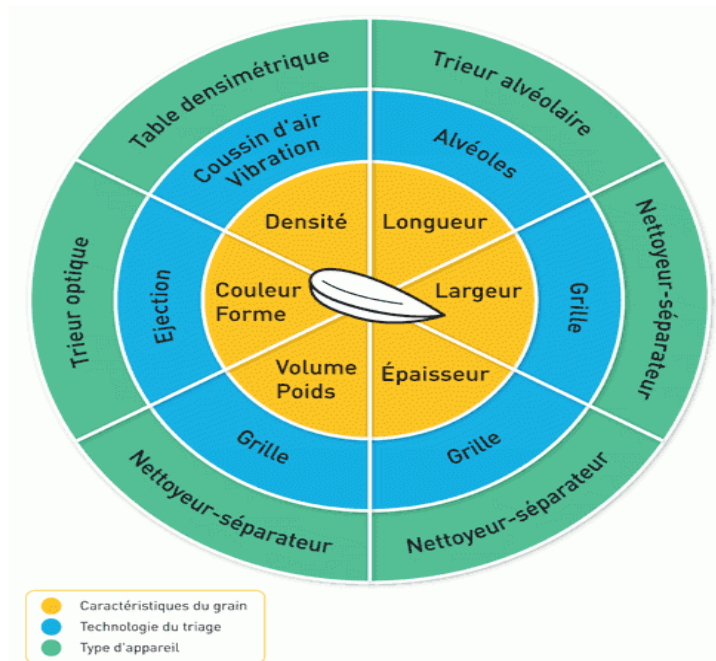 Table densimétrique
Trieur alvéolaire
Coussin d'air
Vibration
Alvéoles
Densité
Longueur
Trieur optique
Ejection
Couleur
Forme
Largeur
Grille
Nettoyeur-séparateur
Volume
Poids
Épaisseur
Grille
Grille
Nettoyeur-séparateur
Nettoyeur-séparateur
Caractéristiques du grain
Technologie du triage
Type d'appareil